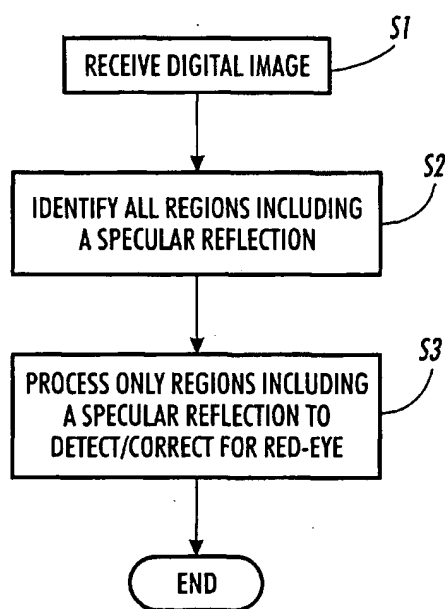 S1
RECEIVE DIGITAL IMAGE
S2
IDENTIFY ALL REGIONS INCLUDING
A SPECULAR REFLECTION
S3
PROCESS ONLY REGIONS INCLUDING
A SPECULAR REFLECTION TO
DETECT/CORRECT FOR RED-EYE
END